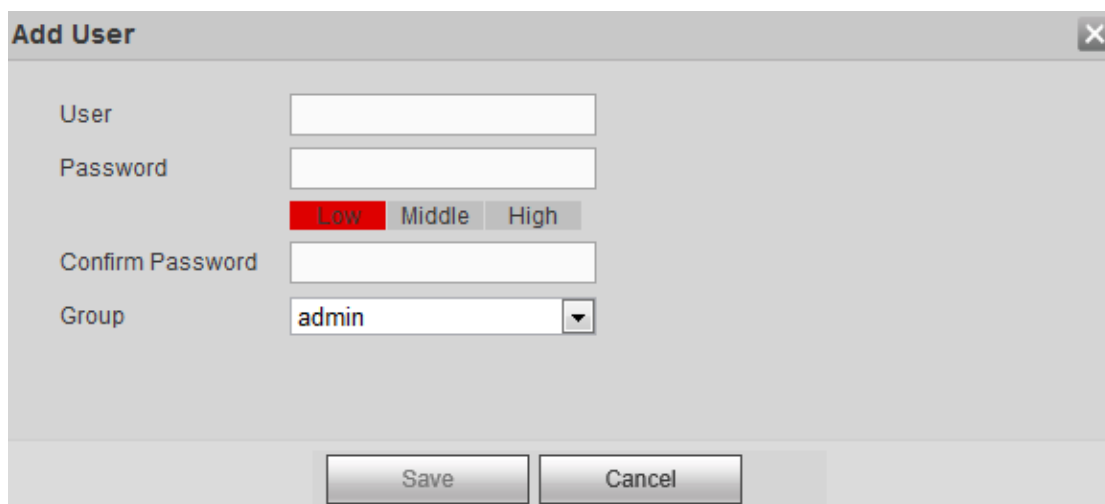 Add User
User
Password
Low Middle High
Confirm Password
Group admin
Save Cancel